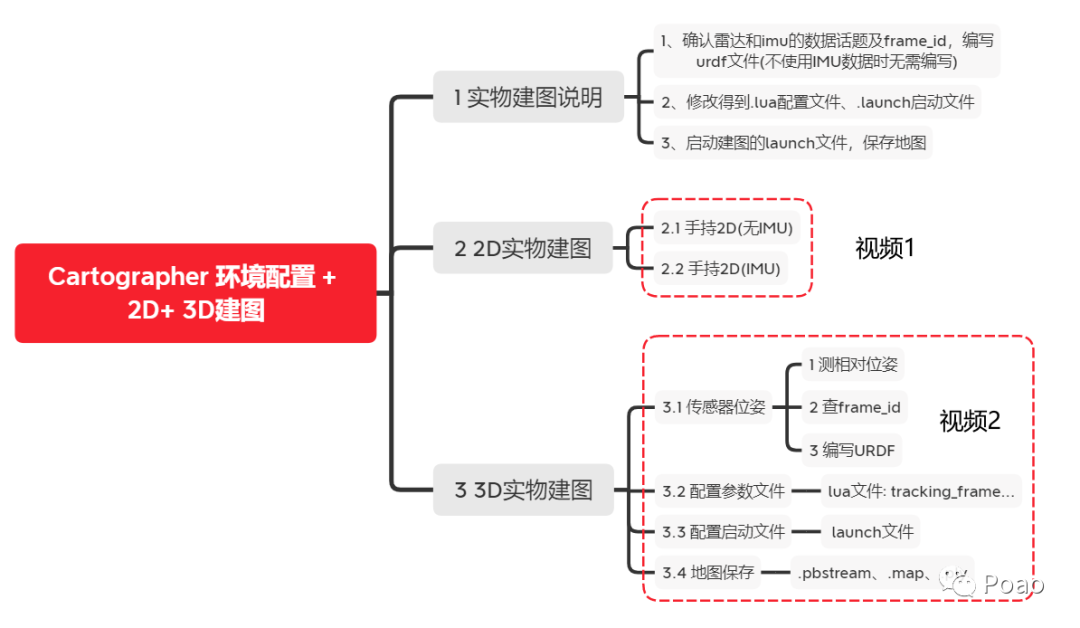 Cartographer 环境配置 +
2D+ 3D建图
1 实物建图说明
1、确认雷达和imu的数据话题及frame_id，编写
urdf文件(不使用IMU数据时无需编写)
2、修改得到.lua配置文件、.launch启动文件
3、启动建图的launch文件，保存地图
2 2D实物建图
2.1 手持2D(无IMU)
2.2 手持2D(IMU)
视频1
3 3D实物建图
3.1 传感器位姿
1 测相对位姿
2 查frame_id
3 编写URDF
视频2
3.2 配置参数文件
lua文件: tracking_frame...
3.3 配置启动文件
launch文件
3.4 地图保存
.pbstream、.map、
Poap